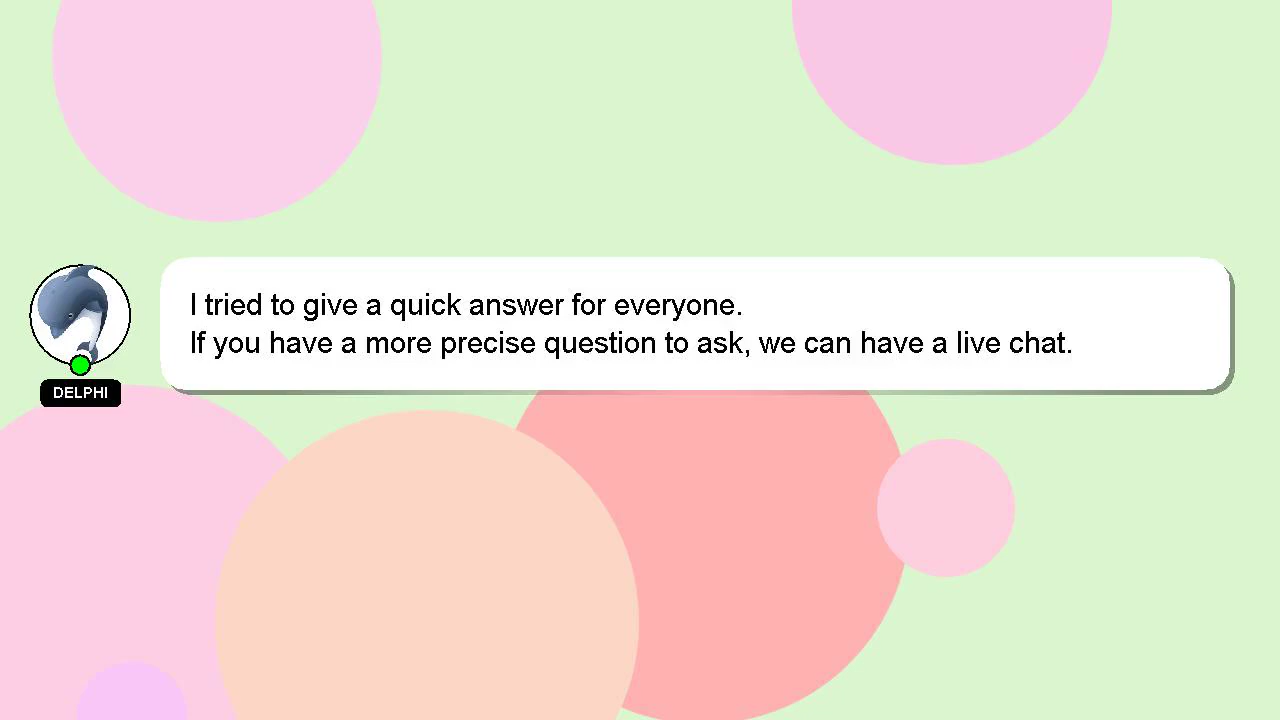 I tried to give a quick answer for everyone.
If you have a more precise question to ask, we can have a live chat.
DELPHI